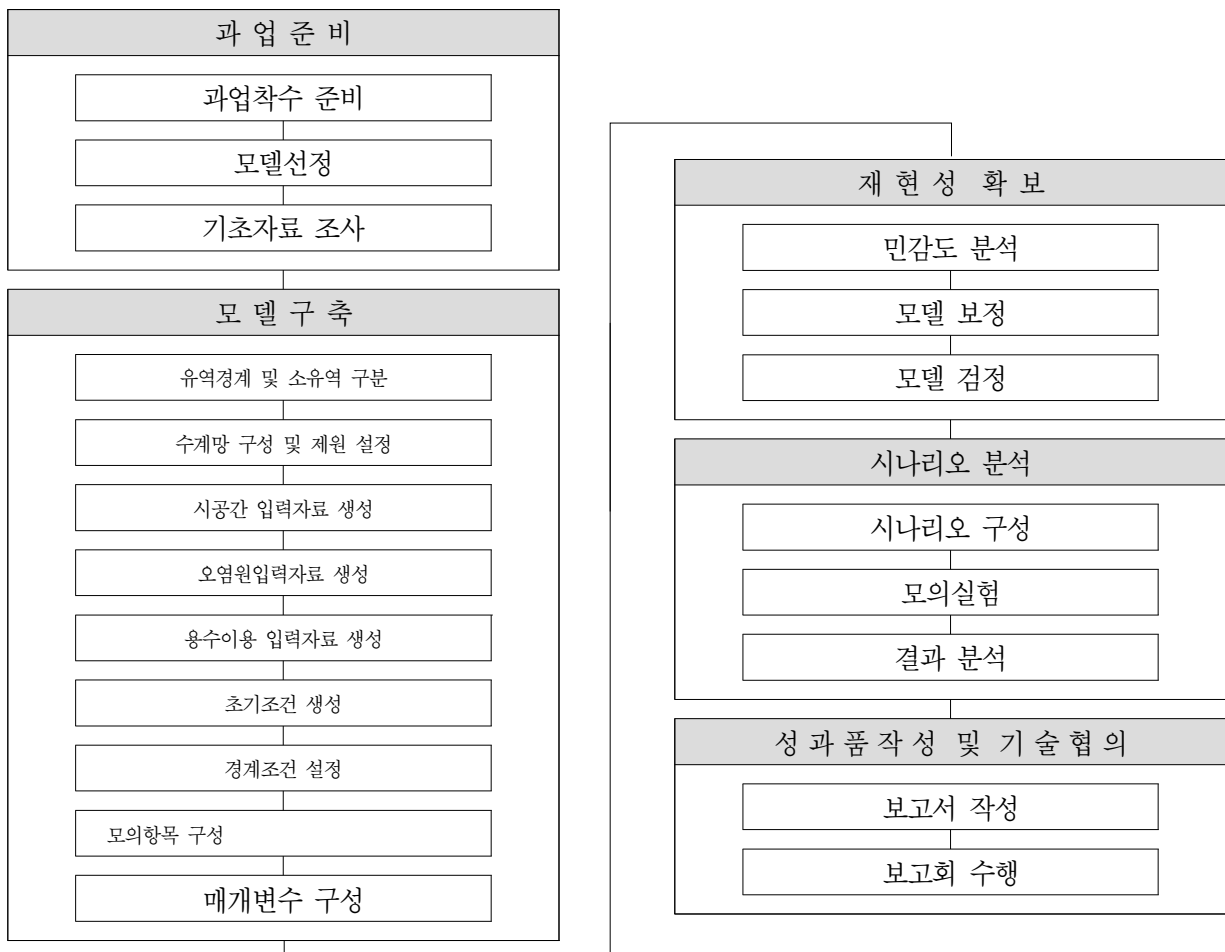 과 업 준 비
과업착수 준비
모델선정
기초자료 조사
모 델 구 축
유역경계 및 소유역 구분
수계망 구성 및 제원 설정
시공간 입력자료 생성
오염원입력자료 생성
용수이용 입력자료 생성
초기조건 생성
경계조건 설정
모의항목 구성
매개변수 구성
재 현 성 확 보
민감도 분석
모델 보정
모델 검정
시나리오 분석
시나리오 구성
모의실험
결과 분석
성 과 품 작 성 및 기 술 협 의
보고서 작성
보고회 수행